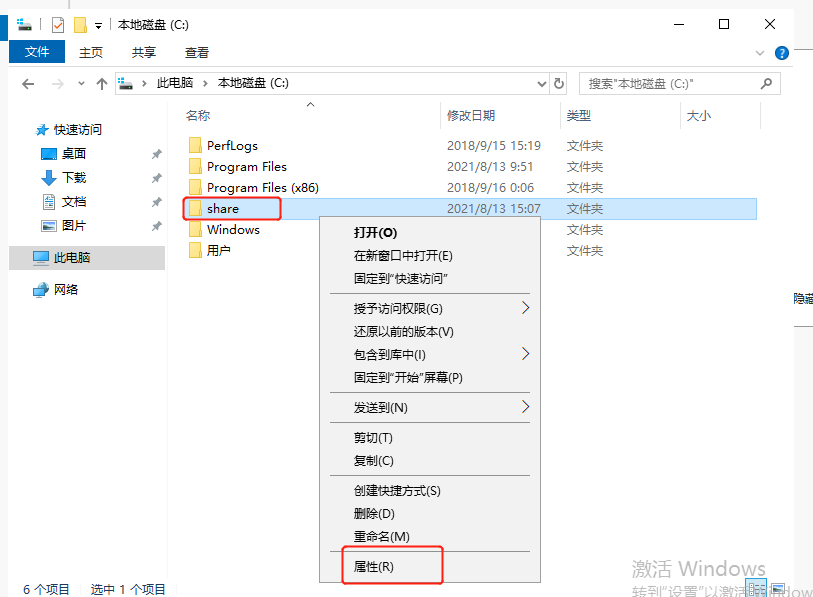 本地磁盘 (C:)
文件 主页 共享 查看
此电脑 本地磁盘 (C:) 搜索"本地磁盘 (C:)"
名称 修改日期 类型 大小
快速访问
桌面
下载
文档
图片
此电脑
网络
PerfLogs 2018/9/15 15:19 文件夹
Program Files 2021/8/13 9:51 文件夹
Program Files (x86) 2018/9/16 0:06 文件夹
share 2021/8/13 15:07 文件夹
Windows 文件夹
用户 文件夹
打开(O)
在新窗口中打开(E)
固定到"快速访问"
授予访问权限(G)
还原以前的版本(V)
包含到库中(I)
固定到"开始"屏幕(P)
发送到(N)
剪切(T)
复制(C)
创建快捷方式(S)
删除(D)
重命名(M)
属性(R)
隐藏
激活 Windows
转到"设置"以激活 Windows
6 个项目 选中 1 个项目